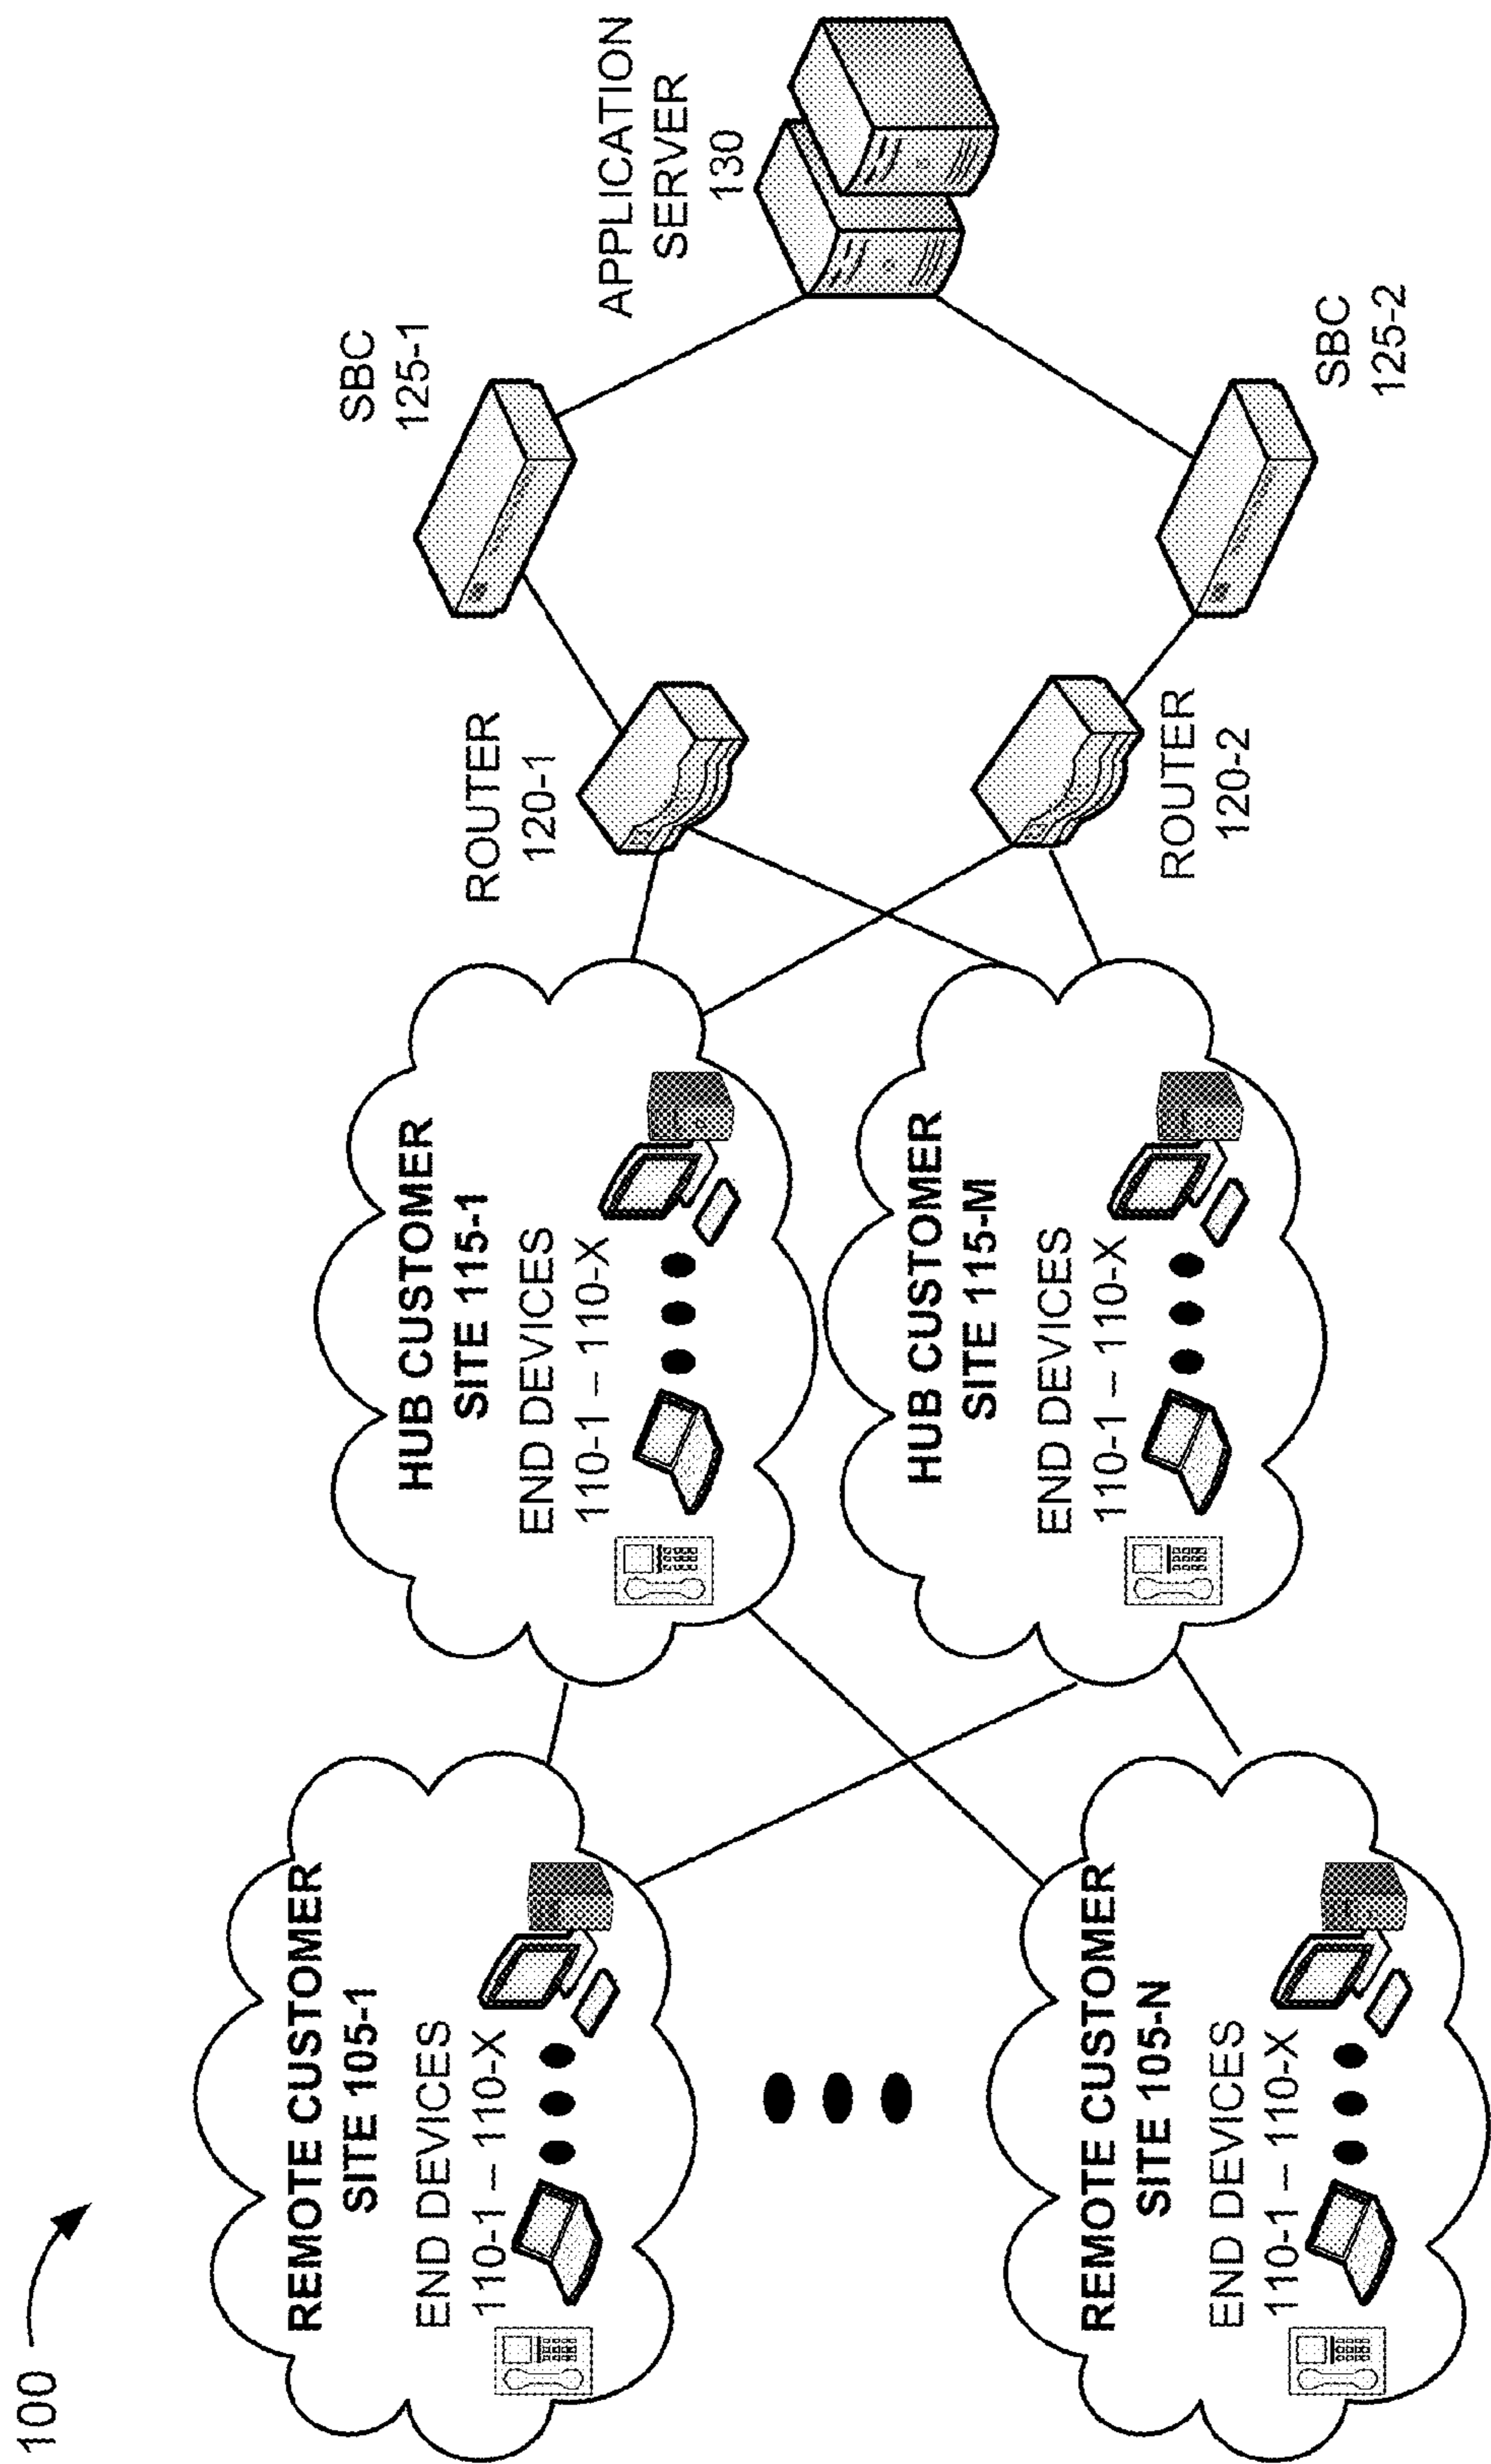 100
REMOTE CUSTOMER
SITE 105-1
END DEVICES
110-1 – 110-X
REMOTE CUSTOMER
SITE 105-N
END DEVICES
110-1 – 110-X
HUB CUSTOMER
SITE 115-1
END DEVICES
110-1 – 110-X
HUB CUSTOMER
SITE 115-M
END DEVICES
110-1 – 110-X
ROUTER
120-1
ROUTER
120-2
SBC
125-1
SBC
125-2
APPLICATION
SERVER
130